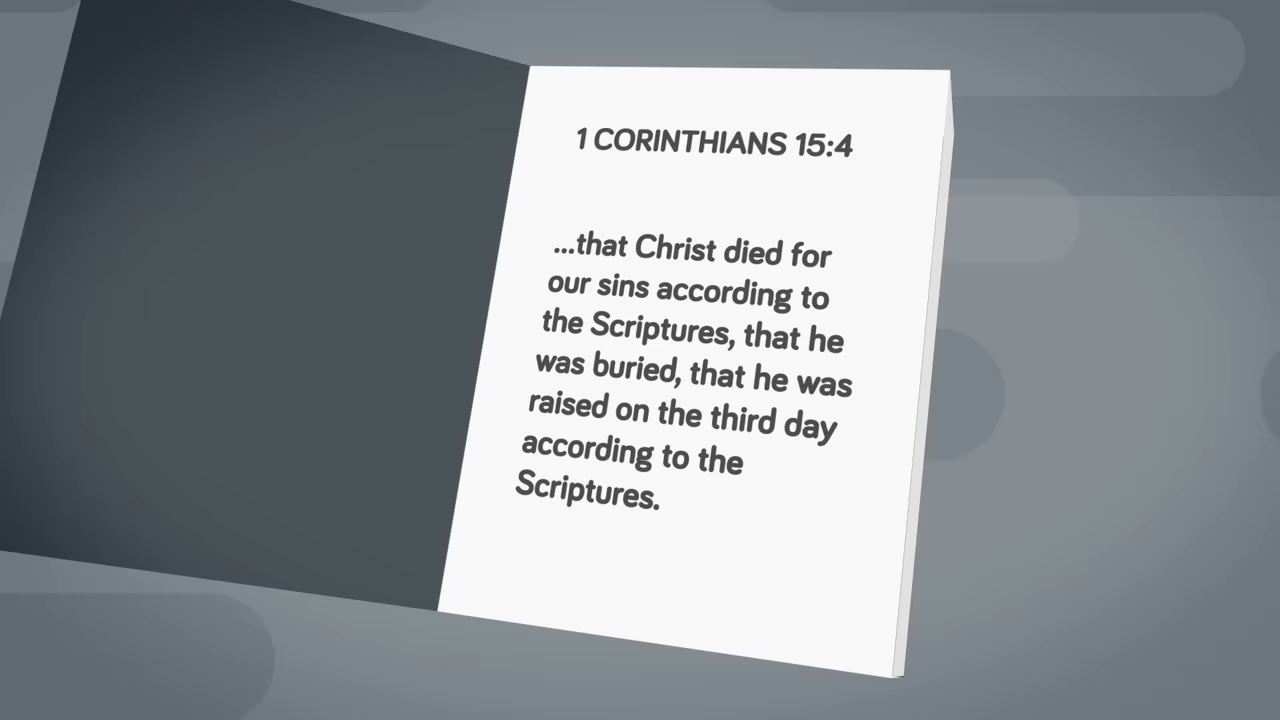 1 CORINTHIANS 15:4
...that Christ died for
our sins according to
the Scriptures, that he
was buried, that he was
raised on the third day
according to the
Scriptures.